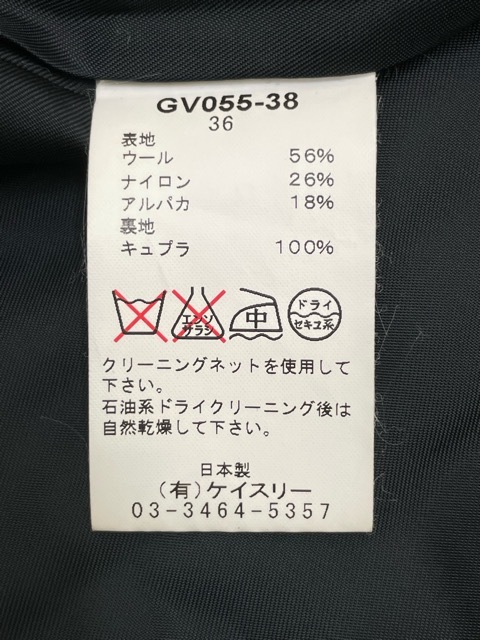 GV055-38
36
表地
ウール 56%
ナイロン 26%
アルパカ 18%
裏地
キュプラ 100%
エンソ
サラシ
中
ドライ
セキユ系
クリーニングネットを使用して
下さい。
石油系ドライクリーニング後は
自然乾燥して下さい。
日本製
(有)ケイスリー
03-3464-5357